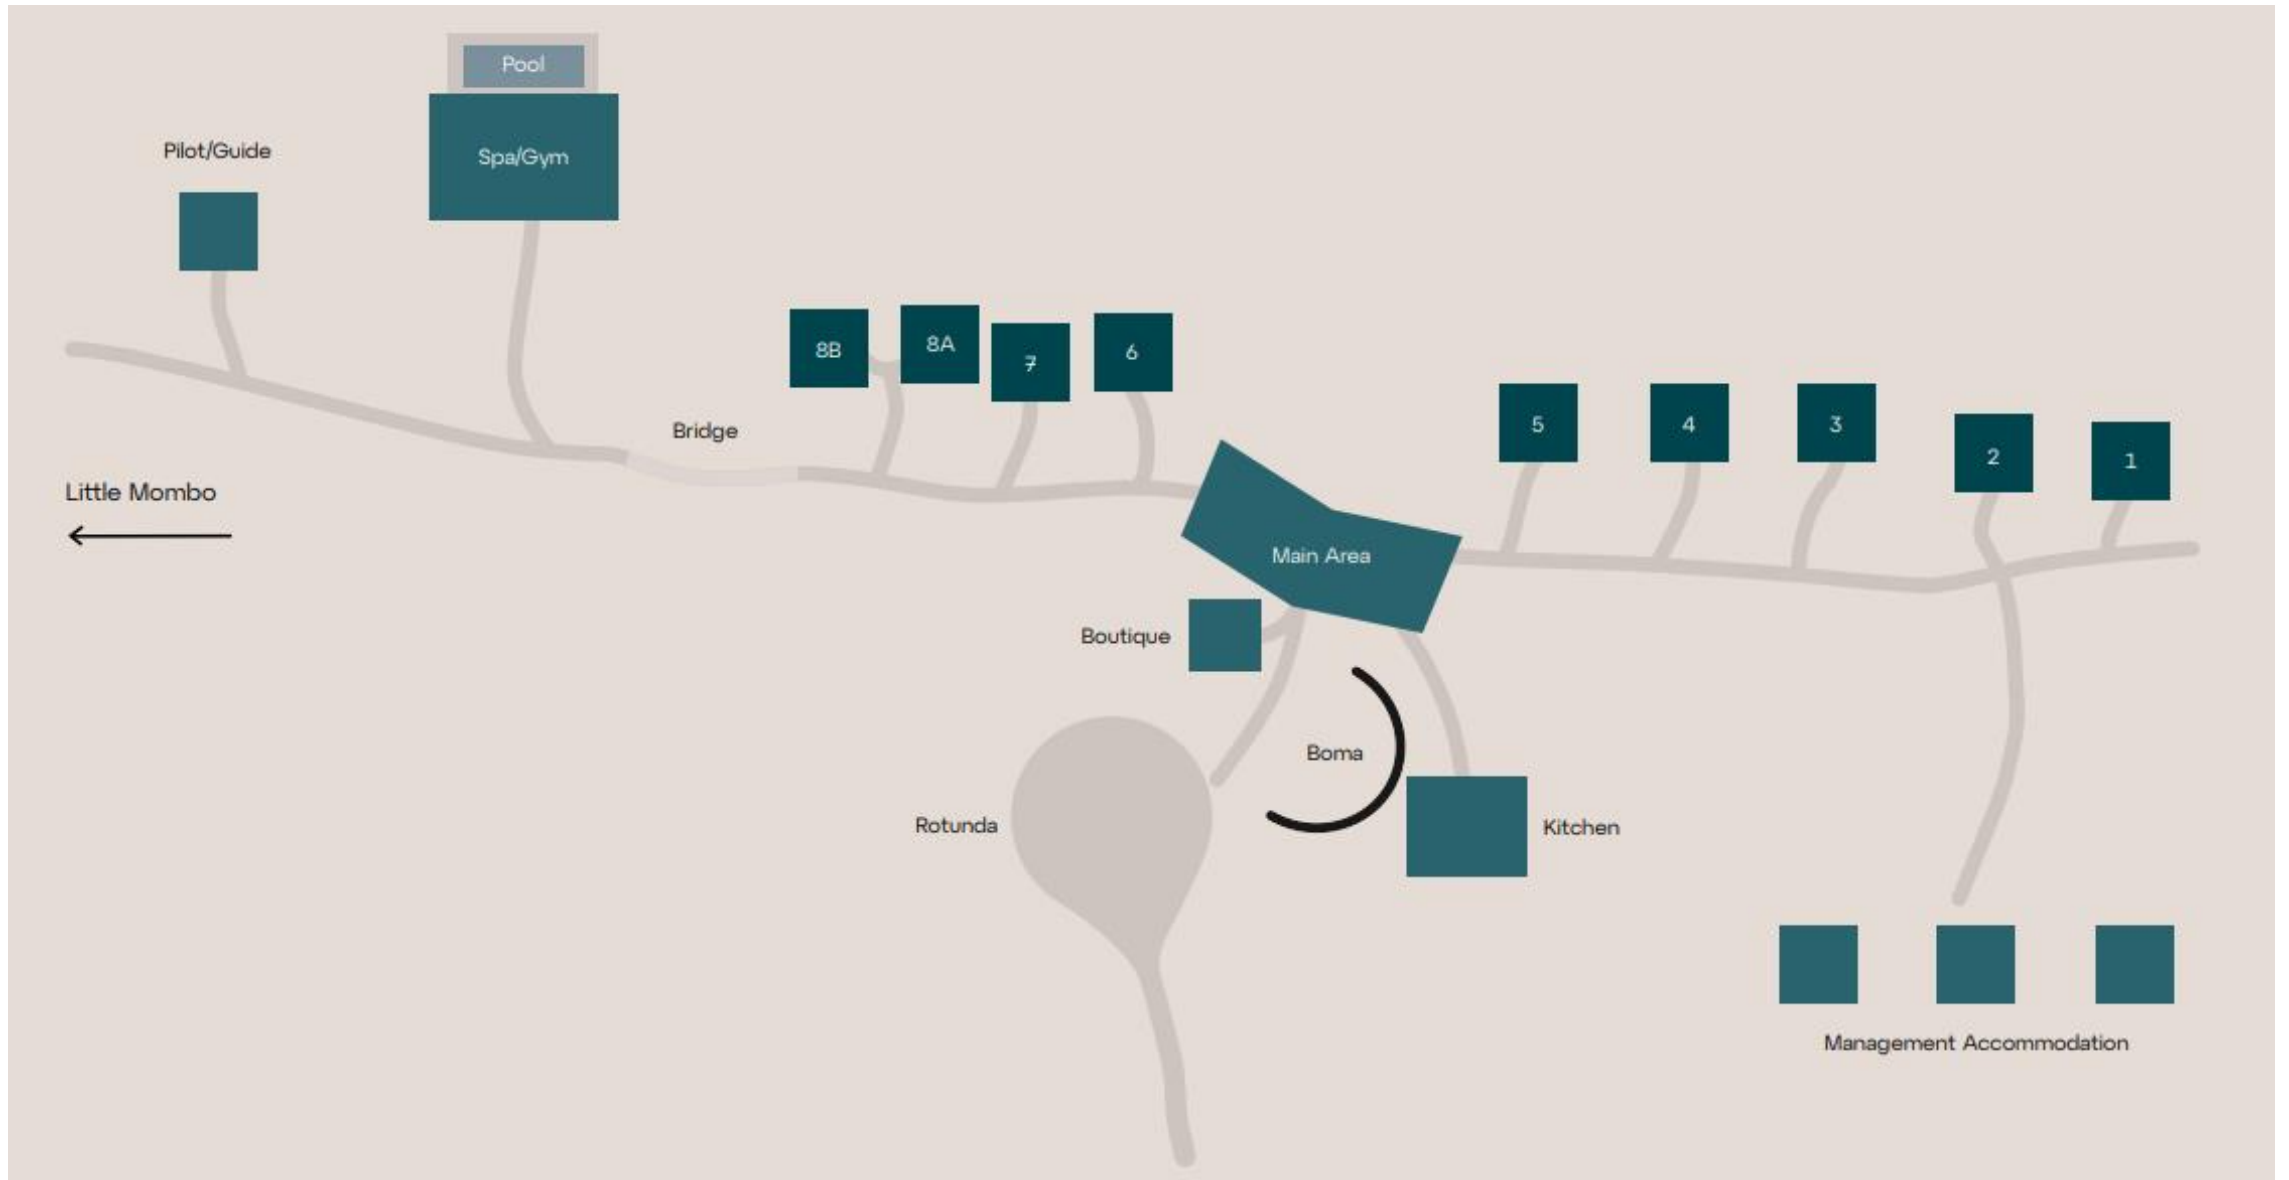 Pool
Pilot/Guide
Spa/Gym
8B
8A
7
6
Bridge
5
4
3
2
1
Little Mombo
Main Area
Boutique
Boma
Rotunda
Kitchen
Management Accommodation